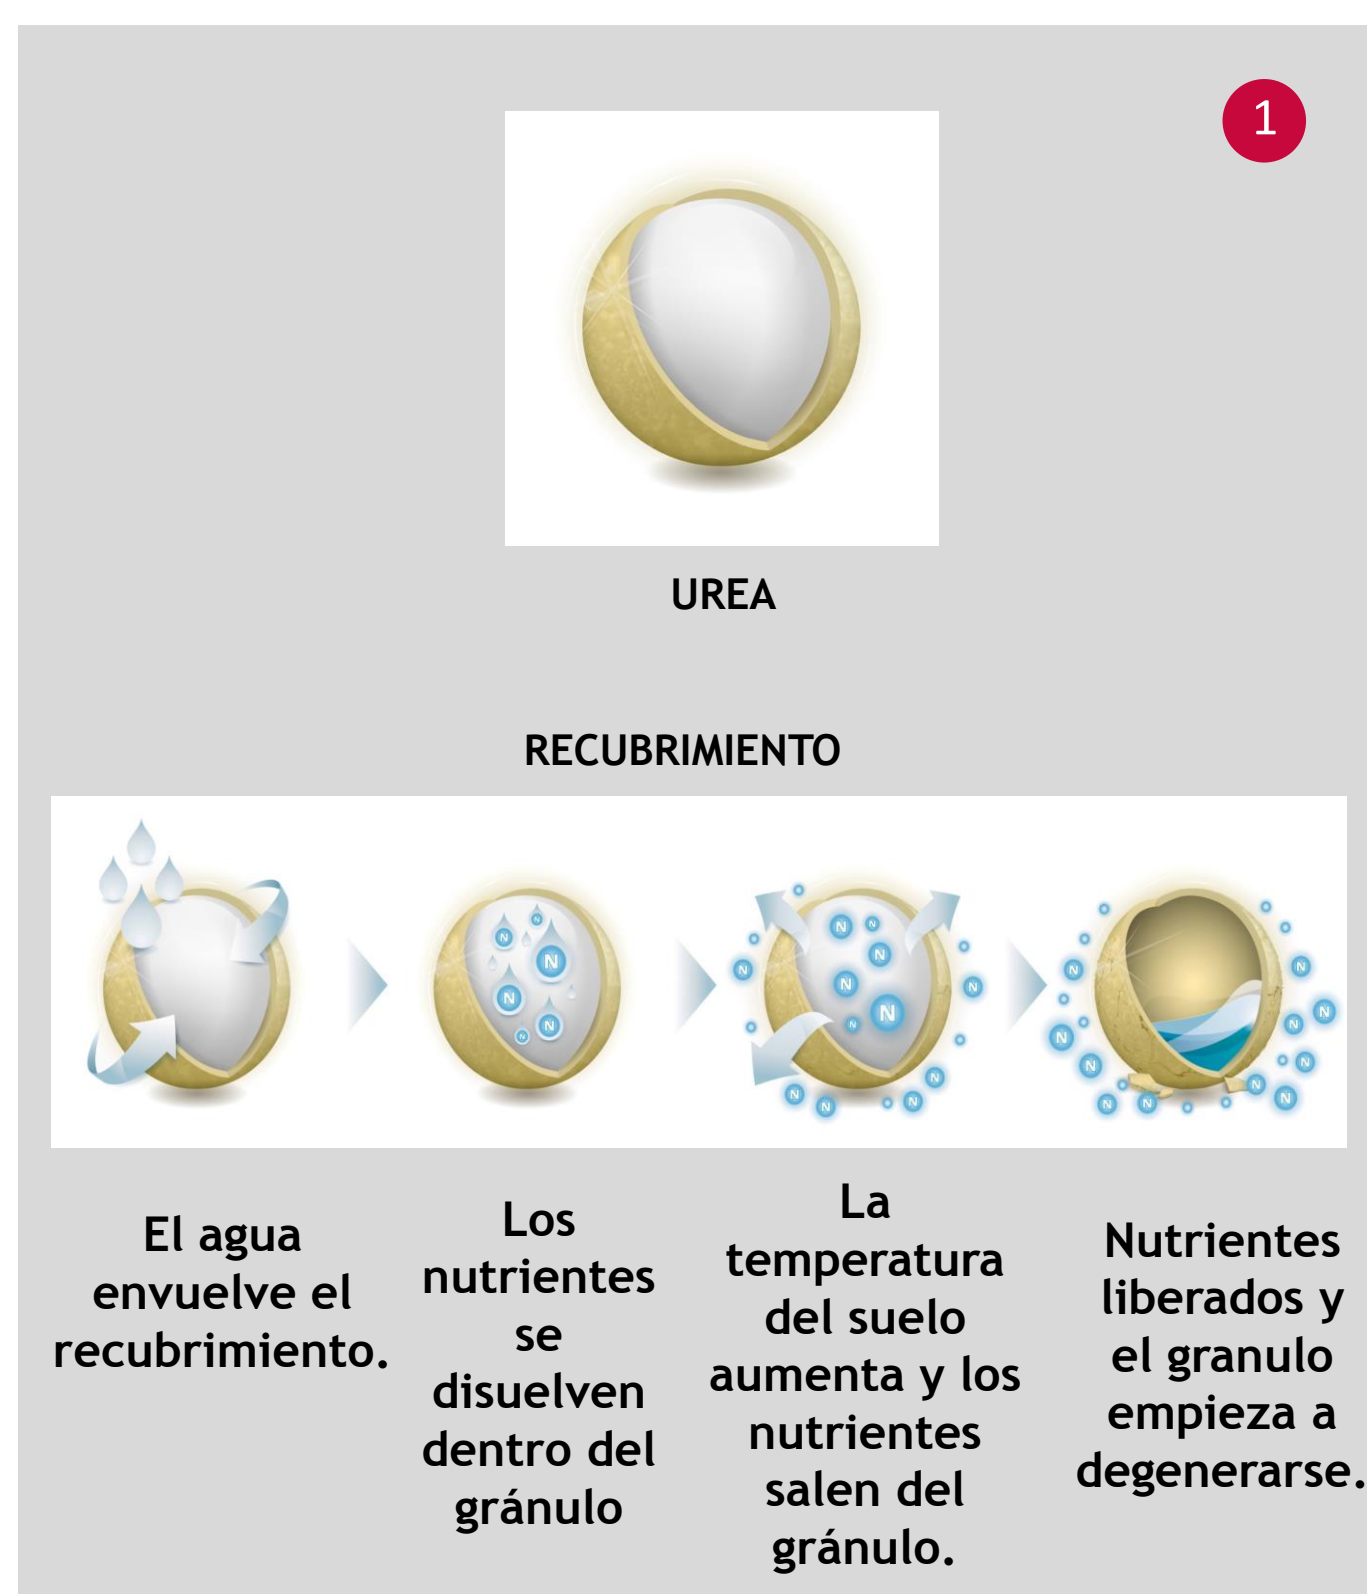 1
UREA
RECUBRIMIENTO
N N N N N N
N N N N N N N N N N N N N
N N N N N N N N N N N
El agua
envuelve el
recubrimiento.
Los
nutrientes
se
disuelven
dentro del
gránulo
La
temperatura
del suelo
aumenta y los
nutrientes
salen del
gránulo.
Nutrientes
liberados y
el granulo
empieza a
degenerarse.